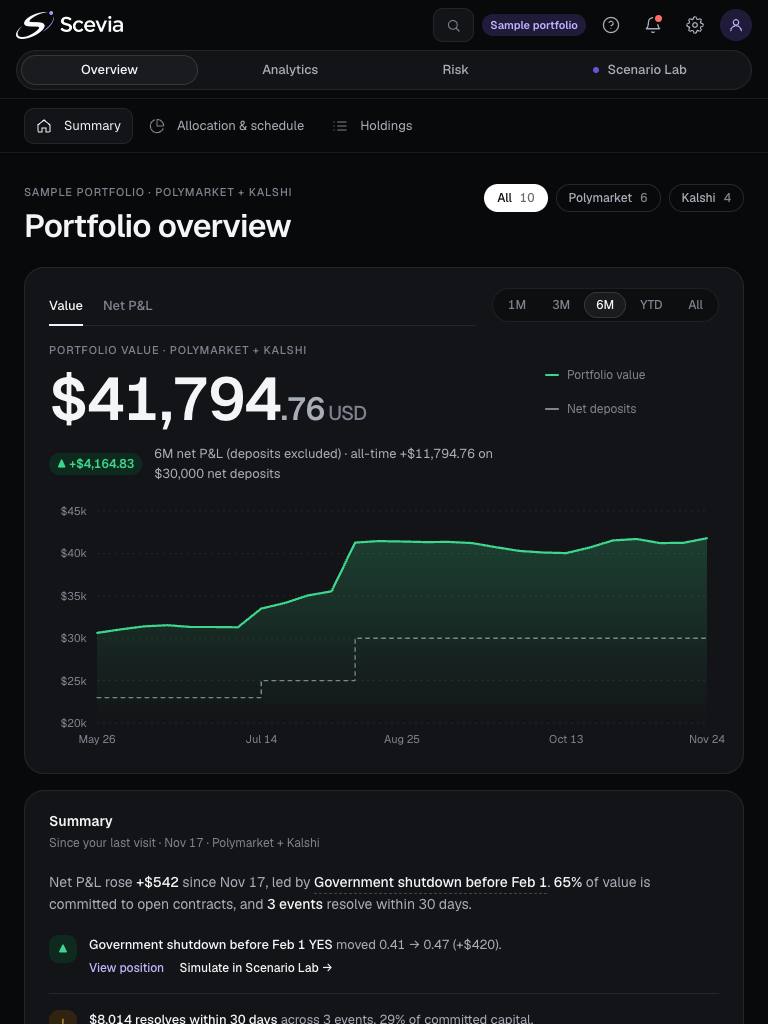 Scevia
Sample portfolio
Overview
Analytics
Risk
Scenario Lab
Summary
Allocation & schedule
Holdings
SAMPLE PORTFOLIO · POLYMARKET + KALSHI
Portfolio overview
All 10
Polymarket 6
Kalshi 4
Value
Net P&L
1M
3M
6M
YTD
All
PORTFOLIO VALUE · POLYMARKET + KALSHI
$41,794.76 USD
Portfolio value
Net deposits
▲ +$4,164.83
6M net P&L (deposits excluded) · all-time +$11,794.76 on
$30,000 net deposits
$45k
$40k
$35k
$30k
$25k
$20k
May 26
Jul 14
Aug 25
Oct 13
Nov 24
Summary
Since your last visit · Nov 17 · Polymarket + Kalshi
Net P&L rose +$542 since Nov 17, led by Government shutdown before Feb 1. 65% of value is
committed to open contracts, and 3 events resolve within 30 days.
Government shutdown before Feb 1 YES moved 0.41 → 0.47 (+$420).
View position
Simulate in Scenario Lab →
$8,014 resolves within 30 days across 3 events, 29% of committed capital.